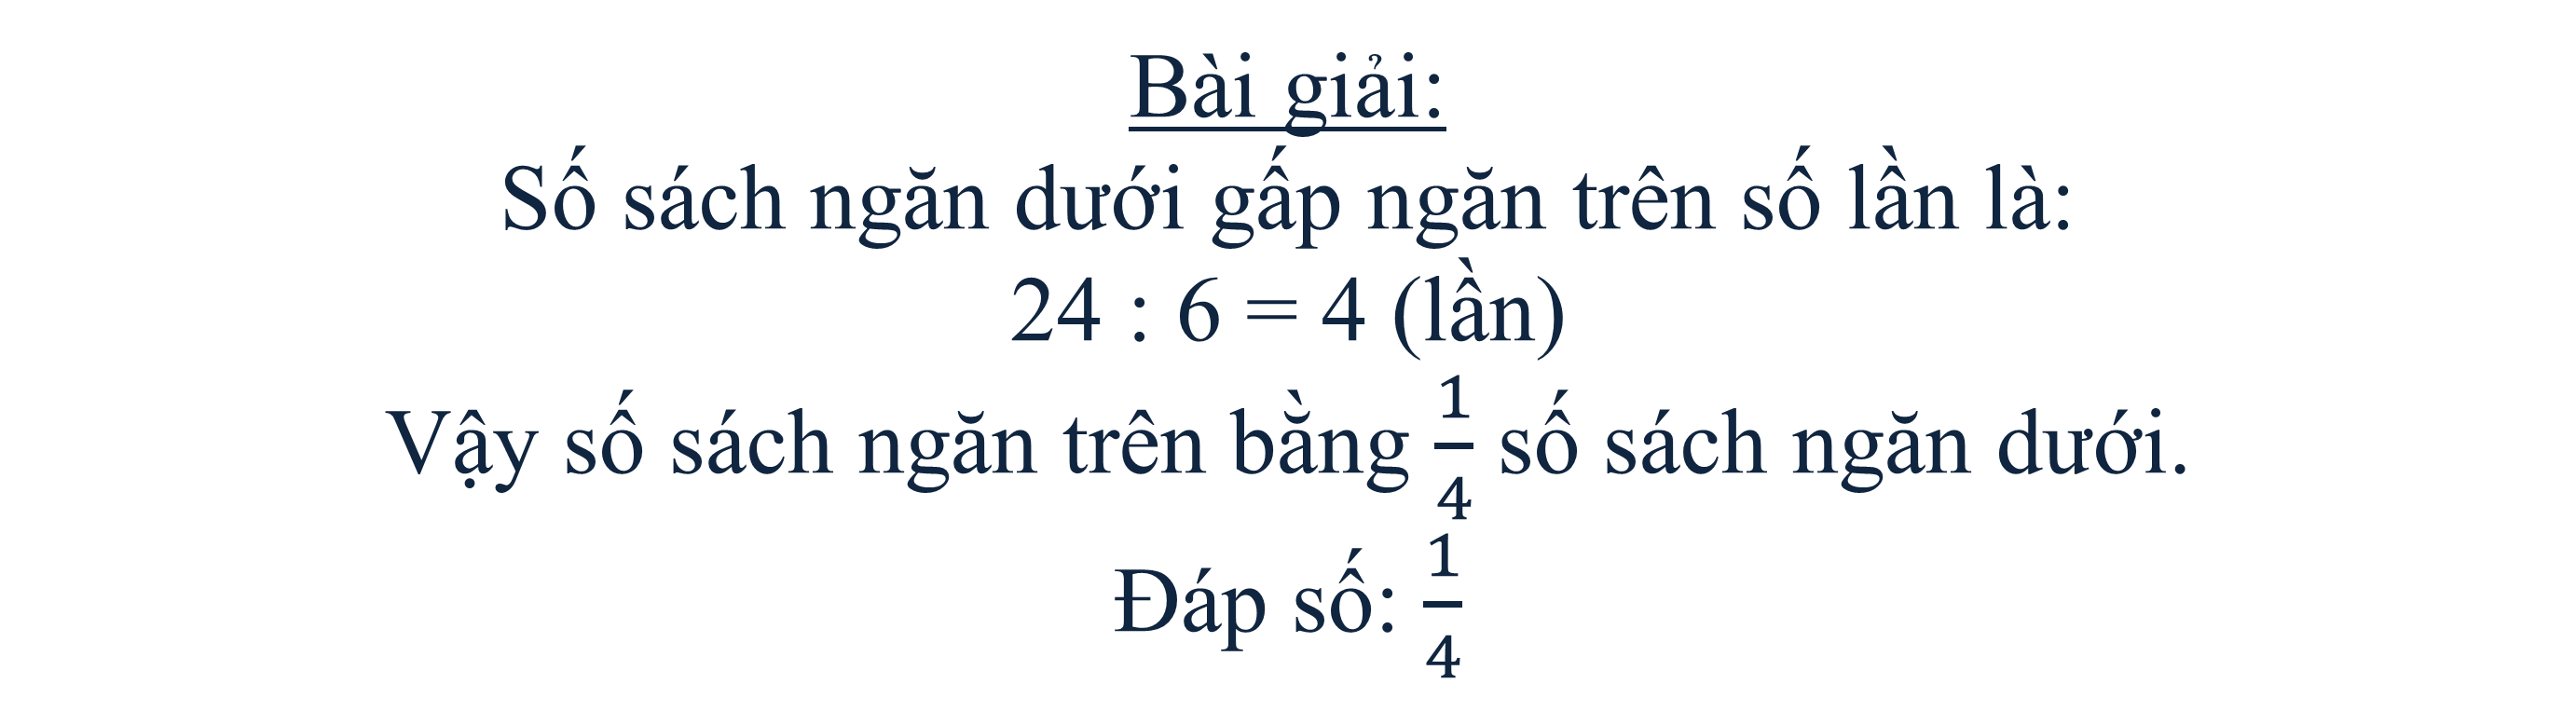 Bài giải:
Số sách ngăn dưới gấp ngăn trên số lần là:
24 : 6 = 4 (lần)
Vậy số sách ngăn trên bằng 1/4 số sách ngăn dưới.
Đáp số: 1/4